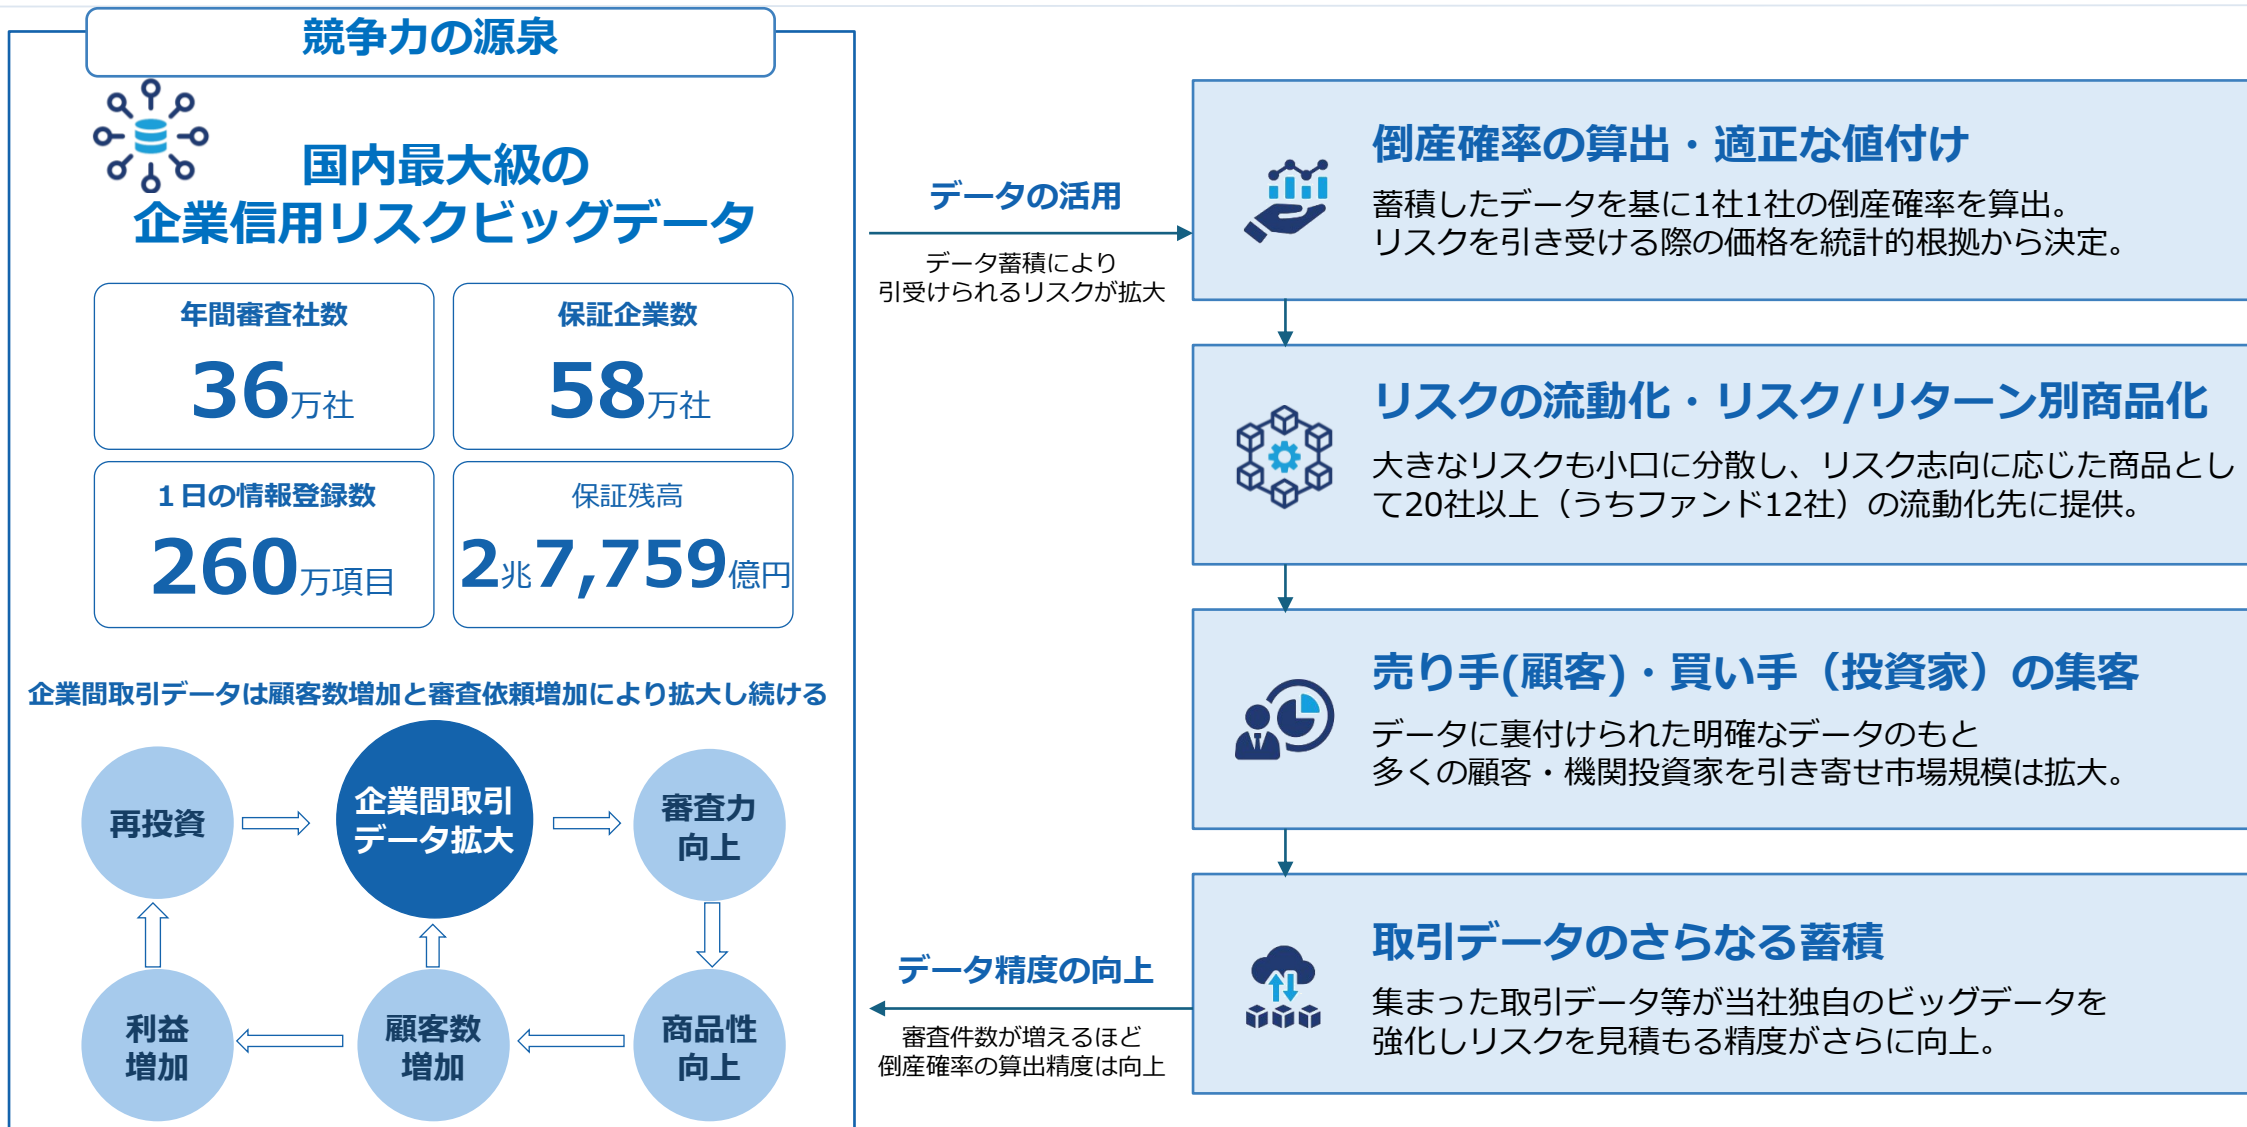 競争力の源泉
国内最大級の
企業信用リスクビッグデータ
年間審査社数
36万社
保証企業数
58万社
１日の情報登録数
260万項目
保証残高
2兆7,759億円
企業間取引データは顧客数増加と審査依頼増加により拡大し続ける
再投資
企業間取引
データ拡大
審査力
向上
利益
増加
顧客数
増加
商品性
向上
データの活用
データ蓄積により
引受けられるリスクが拡大
データ精度の向上
審査件数が増えるほど
倒産確率の算出精度は向上
倒産確率の算出・適正な値付け
蓄積したデータを基に1社1社の倒産確率を算出。
リスクを引き受ける際の価格を統計的根拠から決定。
リスクの流動化・リスク/リターン別商品化
大きなリスクも小口に分散し、リスク志向に応じた商品とし
て20社以上（うちファンド12社）の流動化先に提供。
売り手(顧客)・買い手（投資家）の集客
データに裏付けられた明確なデータのもと
多くの顧客・機関投資家を引き寄せ市場規模は拡大。
取引データのさらなる蓄積
集まった取引データ等が当社独自のビッグデータを
強化しリスクを見積もる精度がさらに向上。